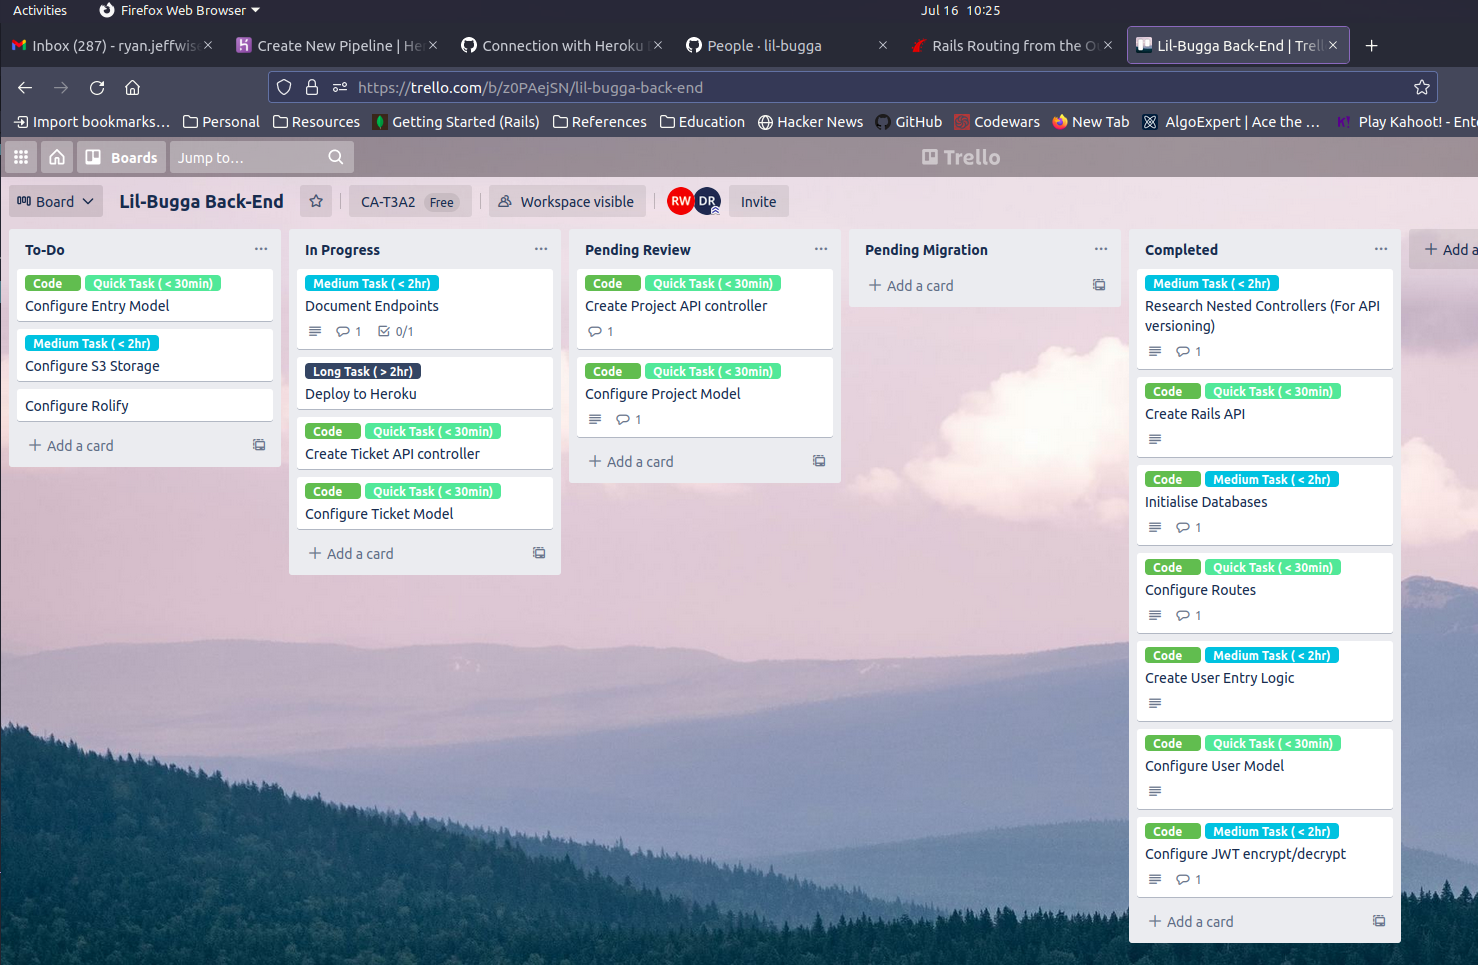 Activities
Firefox Web Browser
Jul 16 10:25
Inbox (287) - ryan.jeffwis
Create New Pipeline | He
Connection with Heroku
People · lil-bugga
Rails Routing from the O
Lil-Bugga Back-End | Trell
https://trello.com/b/z0PAejSN/lil-bugga-back-end
Import bookmarks…
Personal
Resources
Getting Started (Rails)
References
Education
Hacker News
GitHub
Codewars
New Tab
AlgoExpert | Ace the …
Play Kahoot! - Ente
Boards
Jump to…
Trello
Board
Lil-Bugga Back-End
CA-T3A2 Free
Workspace visible
RW
DR
Invite
To-Do
Code Quick Task ( < 30min)
Configure Entry Model
Medium Task ( < 2hr)
Configure S3 Storage
Configure Rolify
+ Add a card
In Progress
Medium Task ( < 2hr)
Document Endpoints
1 0/1
Long Task ( > 2hr)
Deploy to Heroku
Code Quick Task ( < 30min)
Create Ticket API controller
Code Quick Task ( < 30min)
Configure Ticket Model
+ Add a card
Pending Review
Code Quick Task ( < 30min)
Create Project API controller
1
Code Quick Task ( < 30min)
Configure Project Model
1
+ Add a card
Pending Migration
+ Add a card
Completed
Medium Task ( < 2hr)
Research Nested Controllers (For API
versioning)
1
Code Quick Task ( < 30min)
Create Rails API
Code Medium Task ( < 2hr)
Initialise Databases
1
Code Quick Task ( < 30min)
Configure Routes
1
Code Medium Task ( < 2hr)
Create User Entry Logic
Code Quick Task ( < 30min)
Configure User Model
Code Medium Task ( < 2hr)
Configure JWT encrypt/decrypt
1
+ Add a card
+ Add a